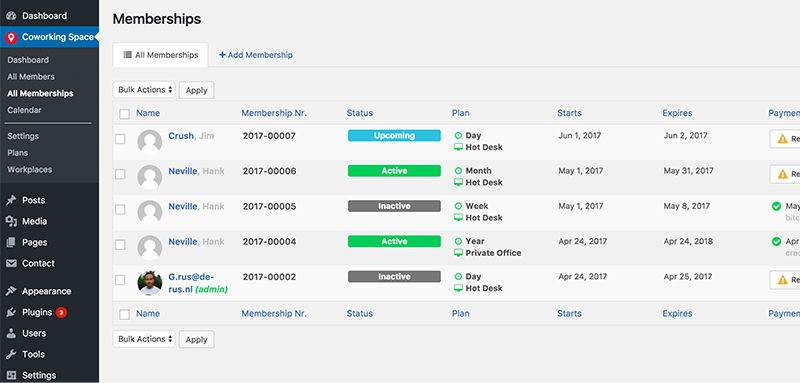 Dashboard
Coworking Space
Dashboard
All Members
All Memberships
Calendar
Settings
Plans
Workplaces
Posts
Media
Pages
Contact
Appearance
Plugins 3
Users
Tools
Settings
Memberships
All Memberships + Add Membership
Bulk Actions Apply
Name Membership Nr. Status Plan Starts Expires Payme
Crush, Jim 2017-00007 Upcoming Day Jun 1, 2017 Jun 2, 2017 Re
Hot Desk
Neville, Hank 2017-00006 Active Month May 1, 2017 May 31, 2017 Re
Hot Desk
Neville, Hank 2017-00005 Inactive Week May 1, 2017 May 8, 2017 May
Hot Desk bitc
Neville, Hank 2017-00004 Active Year Apr 24, 2017 Apr 24, 2018 Apr
Private Office cred
G.rus@de- 2017-00002 Inactive Day Apr 24, 2017 Apr 25, 2017 Re
rus.nl (admin) Hot Desk
Name Membership Nr. Status Plan Starts Expires Payme
Bulk Actions Apply